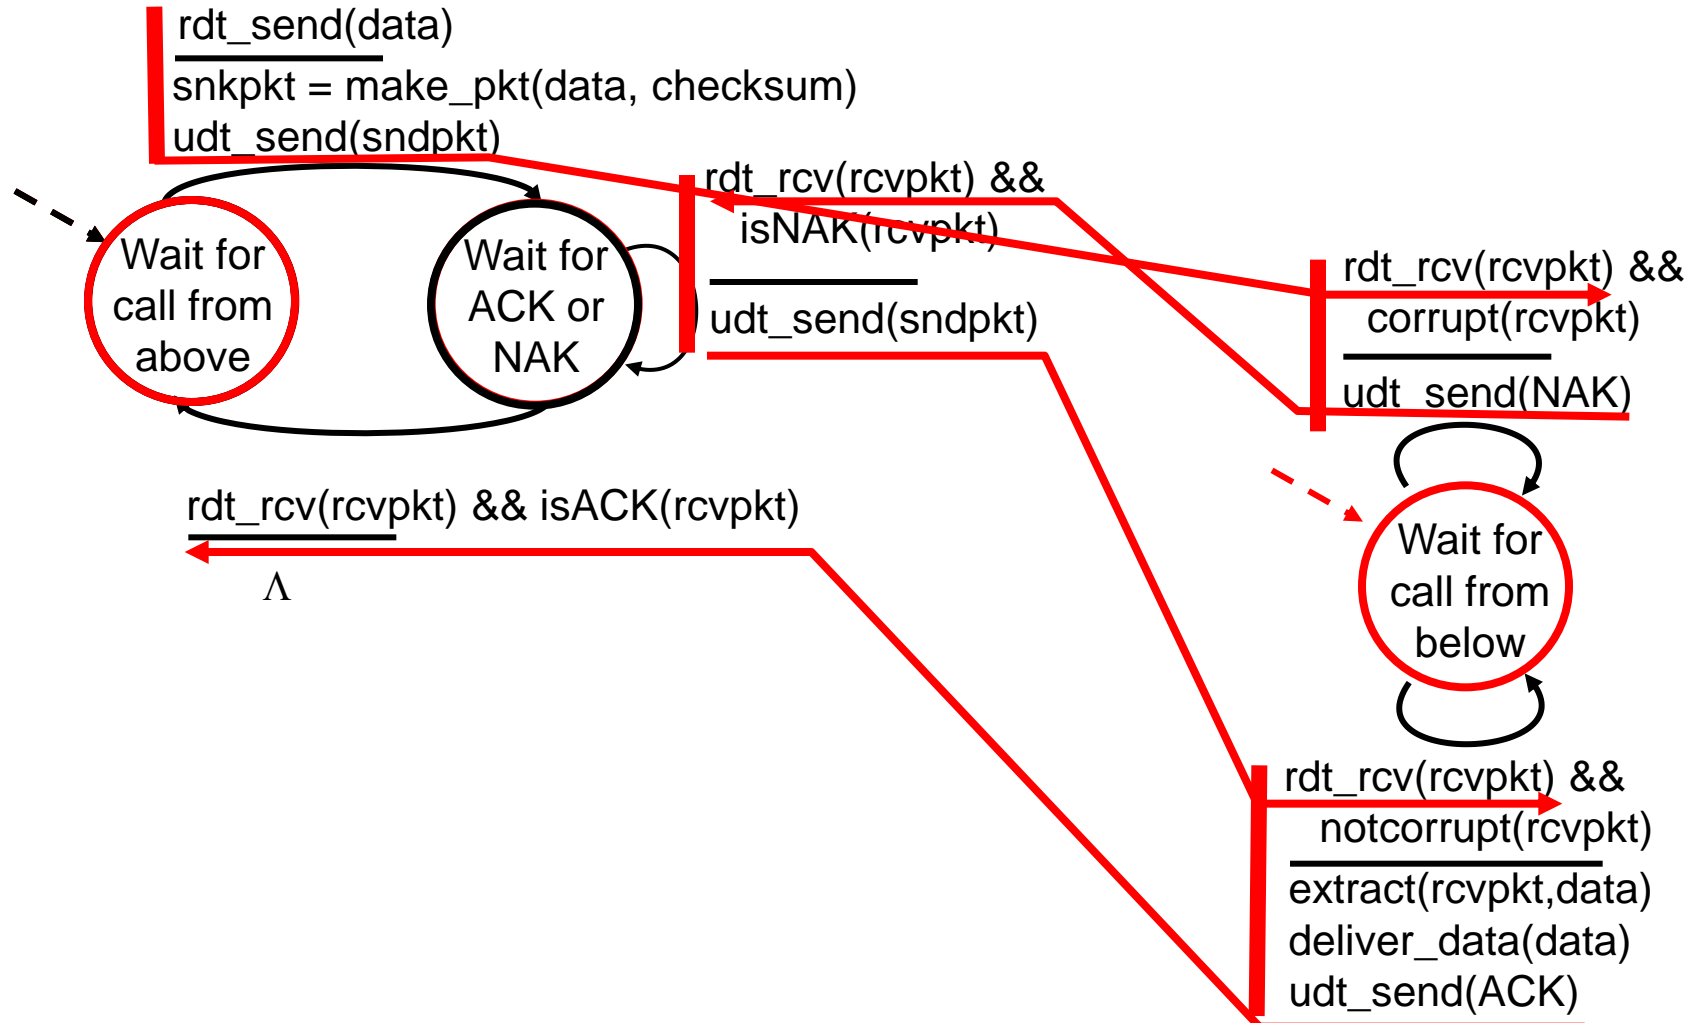 rdt_send(data)
snkpkt = make_pkt(data, checksum)
udt_send(sndpkt)
Wait for
call from
above
Wait for
ACK or
NAK
rdt_rcv(rcvpkt) &&
isNAK(rcvpkt)
udt_send(sndpkt)
rdt_rcv(rcvpkt) && isACK(rcvpkt)
Λ
rdt_rcv(rcvpkt) &&
corrupt(rcvpkt)
udt_send(NAK)
Wait for
call from
below
rdt_rcv(rcvpkt) &&
notcorrupt(rcvpkt)
extract(rcvpkt,data)
deliver_data(data)
udt_send(ACK)